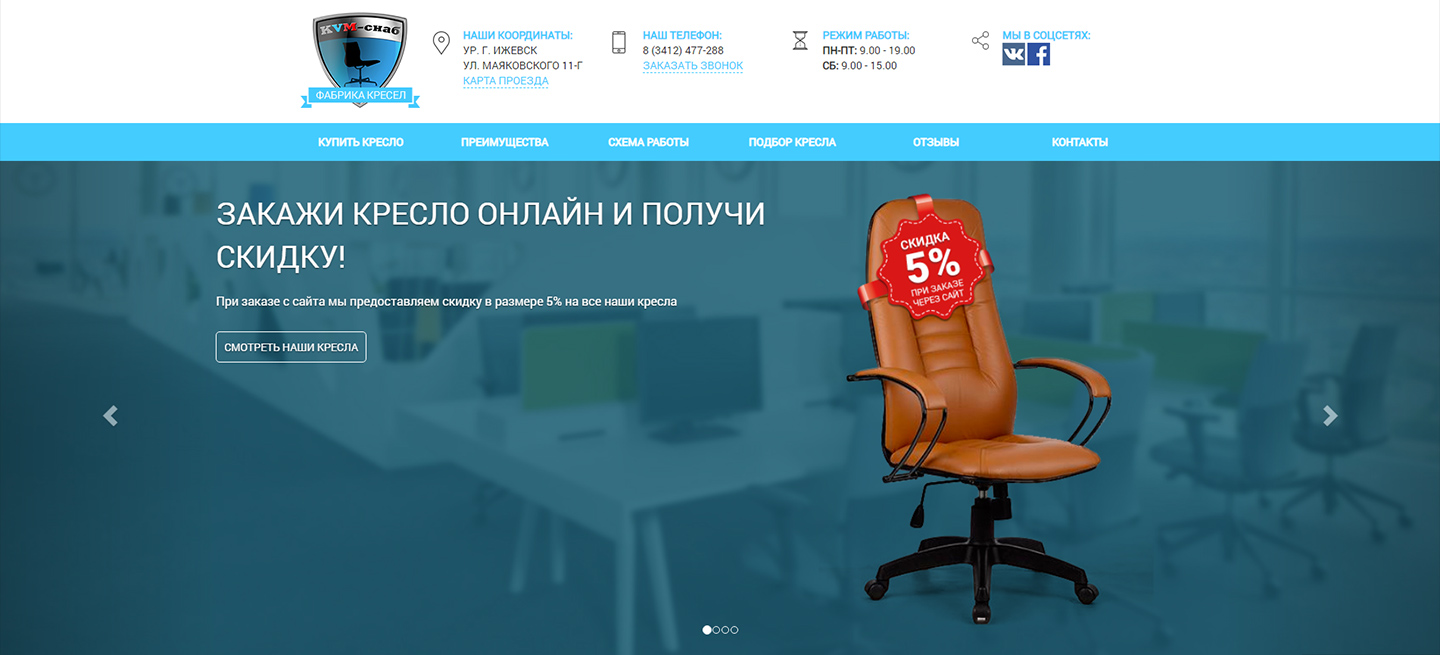 KVM-снаб
ФАБРИКА КРЕСЕЛ
НАШИ КООРДИНАТЫ:
УР. Г. ИЖЕВСК
УЛ. МАЯКОВСКОГО 11-Г
КАРТА ПРОЕЗДА
НАШ ТЕЛЕФОН:
8 (3412) 477-288
ЗАКАЗАТЬ ЗВОНОК
РЕЖИМ РАБОТЫ:
ПН-ПТ: 9.00 - 19.00
СБ: 9.00 - 15.00
МЫ В СОЦСЕТЯХ:
КУПИТЬ КРЕСЛО
ПРЕИМУЩЕСТВА
СХЕМА РАБОТЫ
ПОДБОР КРЕСЛА
ОТЗЫВЫ
КОНТАКТЫ
ЗАКАЖИ КРЕСЛО ОНЛАЙН И ПОЛУЧИ
СКИДКУ!
При заказе с сайта мы предоставляем скидку в размере 5% на все наши кресла
СМОТРЕТЬ НАШИ КРЕСЛА
СКИДКА
5%
ПРИ ЗАКАЗЕ
ЧЕРЕЗ САЙТ